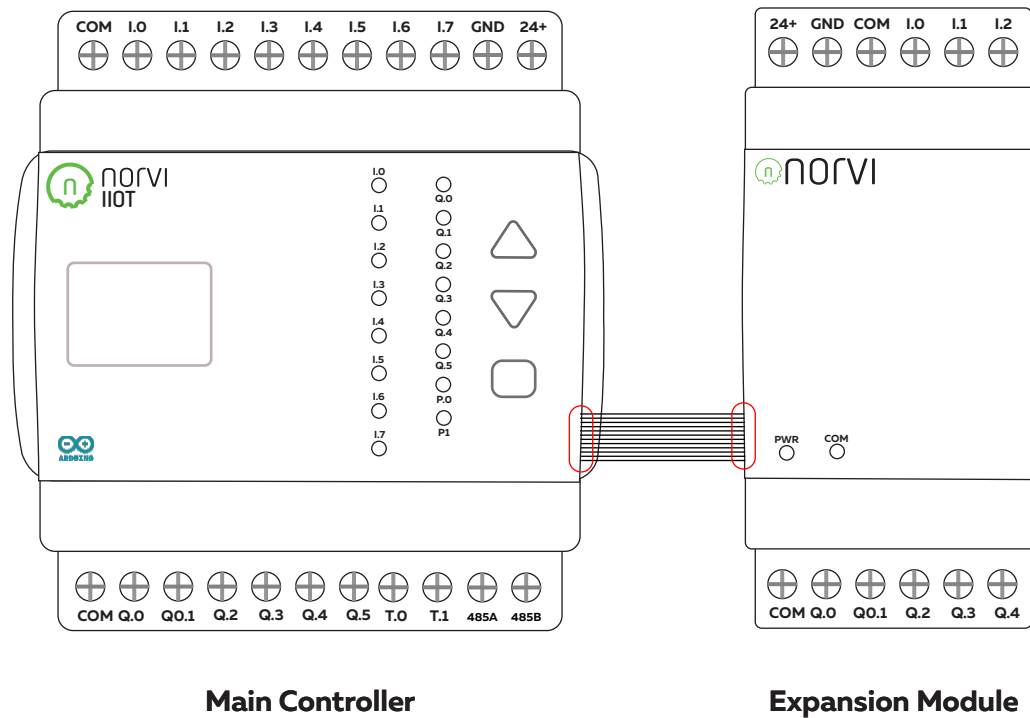 COM I.0 I.1 I.2 I.3 I.4 I.5 I.6 I.7 GND 24+
norvi
IIOT
I.0
I.1
I.2
I.3
I.4
I.5
I.6
I.7
Q.0
Q.1
Q.2
Q.3
Q.4
Q.5
P.0
P1
ARDUINO
COM Q.0 Q0.1 Q.2 Q.3 Q.4 Q.5 T.0 T.1 485A 485B
Main Controller
24+ GND COM I.0 I.1 I.2
norvi
PWR COM
COM Q.0 Q0.1 Q.2 Q.3 Q.4
Expansion Module